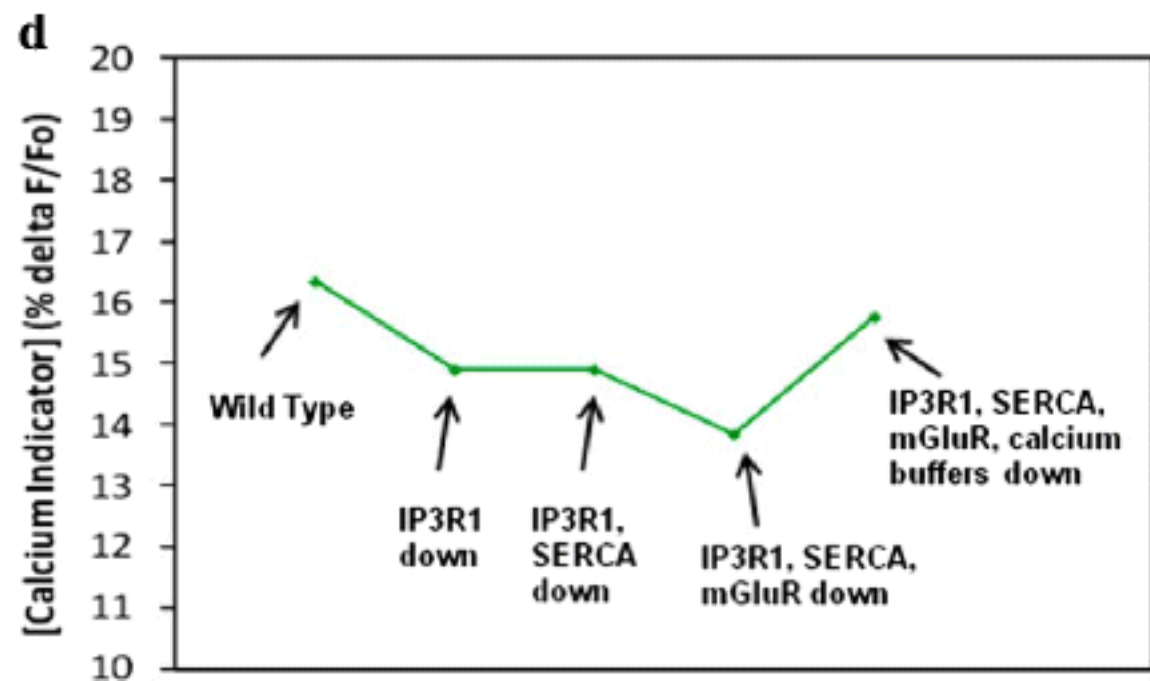 d
[Calcium Indicator] (% delta F/Fo)
20
19
18
17
16
15
14
13
12
11
10
Wild Type
IP3R1
down
IP3R1,
SERCA
down
IP3R1, SERCA,
mGluR down
IP3R1, SERCA,
mGluR, calcium
buffers down